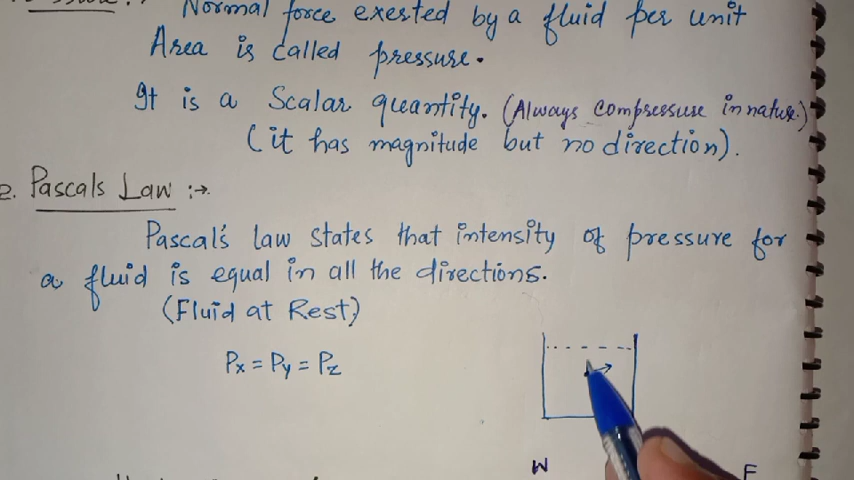 Normal force exerted by a fluid per unit
Area is called pressure.
It is a Scalar quantity. (Always compressure in nature.)
(it has magnitude but no direction).
2. Pascals Law :→
Pascal's law states that intensity of pressure for
a fluid is equal in all the directions.
(Fluid at Rest)
Px = Py = Pz
W F